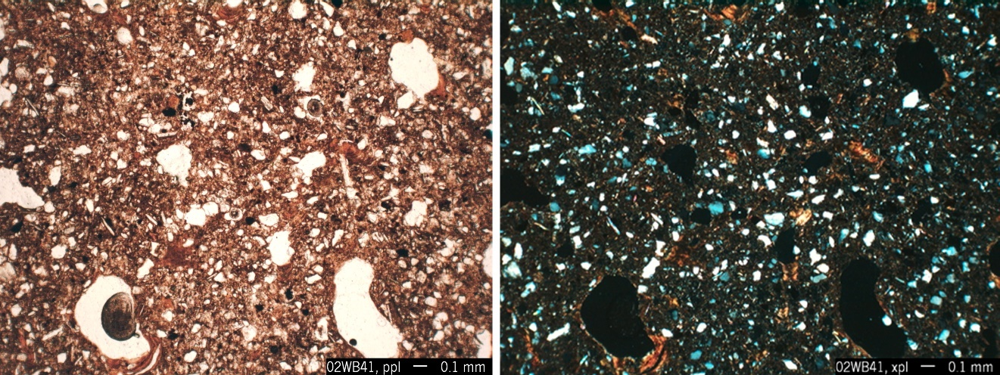 02WB41, ppl — 0.1 mm
02WB41, xpl — 0.1 mm